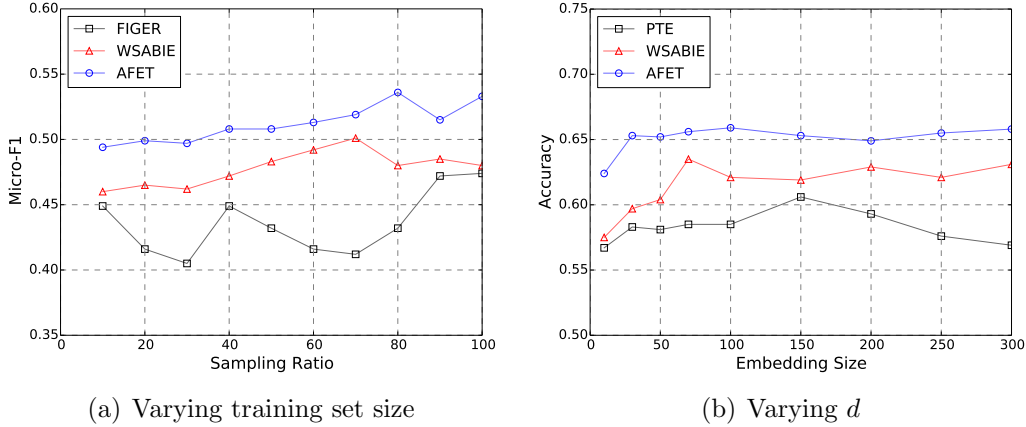 0.60
0.55
0.50
0.45
0.40
0.35
Micro-F1
FIGER
WSABIE
AFET
0 20 40 60 80 100
Sampling Ratio
(a) Varying training set size
0.75
0.70
0.65
0.60
0.55
0.50
Accuracy
PTE
WSABIE
AFET
0 50 100 150 200 250 300
Embedding Size
(b) Varying d